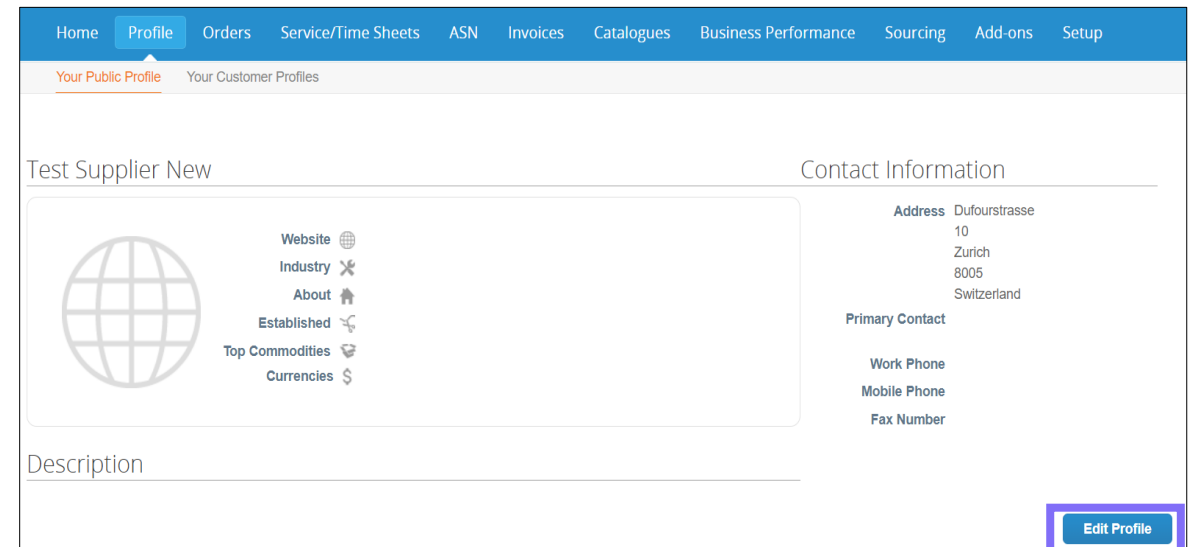 Home Profile Orders Service/Time Sheets ASN Invoices Catalogues Business Performance Sourcing Add-ons Setup
Your Public Profile Your Customer Profiles
Test Supplier New
Website
Industry
About
Established
Top Commodities
Currencies
Contact Information
Address Dufourstrasse
10
Zurich
8005
Switzerland
Primary Contact
Work Phone
Mobile Phone
Fax Number
Description
Edit Profile